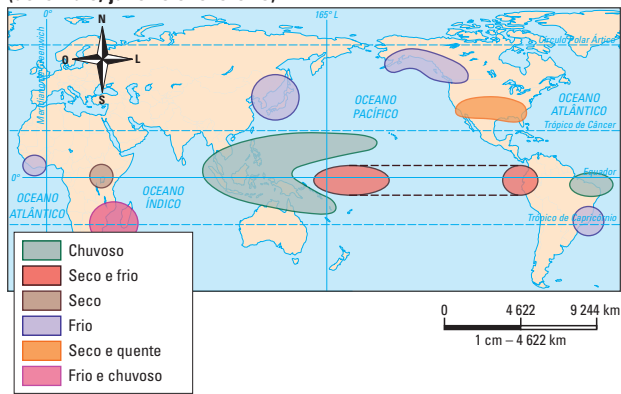 0°
165° L
N
O
L
S
Meridiano de Greenwich
Círculo Polar Ártico
OCEANO
PACÍFICO
OCEANO
ATLÂNTICO
Trópico de Câncer
0°
Equador
OCEANO
ATLÂNTICO
OCEANO
ÍNDICO
Trópico de Capricórnio
Chuvoso
Seco e frio
Seco
Frio
Seco e quente
Frio e chuvoso
0 4 622 9 244 km
1 cm – 4 622 km